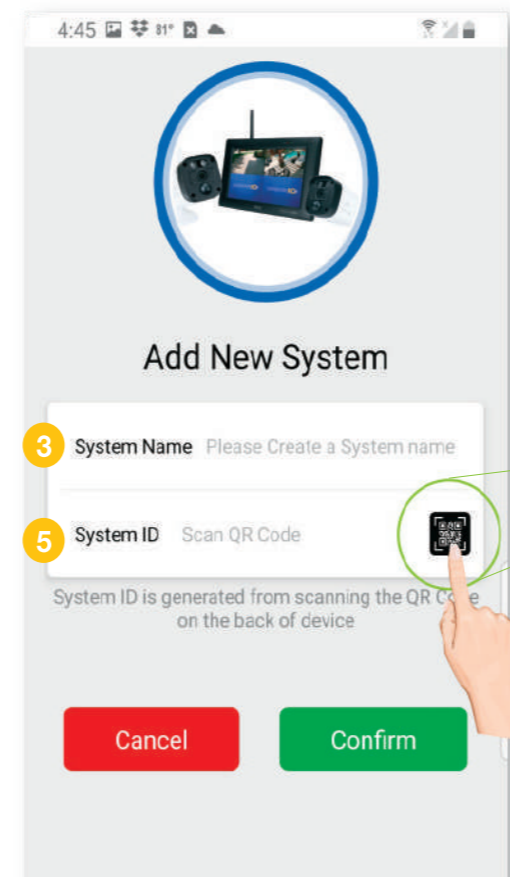 4:45 81°
Add New System
3 System Name Please Create a System name
5 System ID Scan QR Code
System ID is generated from scanning the QR
on the back of device
Cancel Confirm